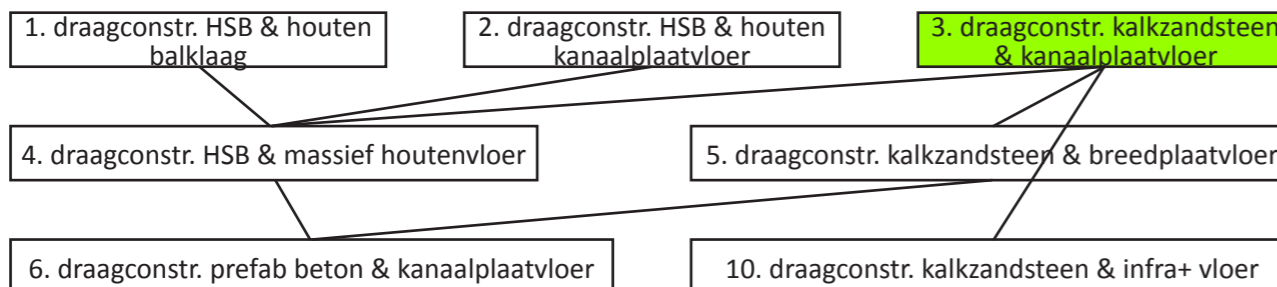 1. draagconstr. HSB & houten
balklaag
2. draagconstr. HSB & houten
kanaalplaatvloer
3. draagconstr. kalkzandsteen
& kanaalplaatvloer
4. draagconstr. HSB & massief houtenvloer
5. draagconstr. kalkzandsteen & breedplaatvloer
6. draagconstr. prefab beton & kanaalplaatvloer
10. draagconstr. kalkzandsteen & infra+ vloer